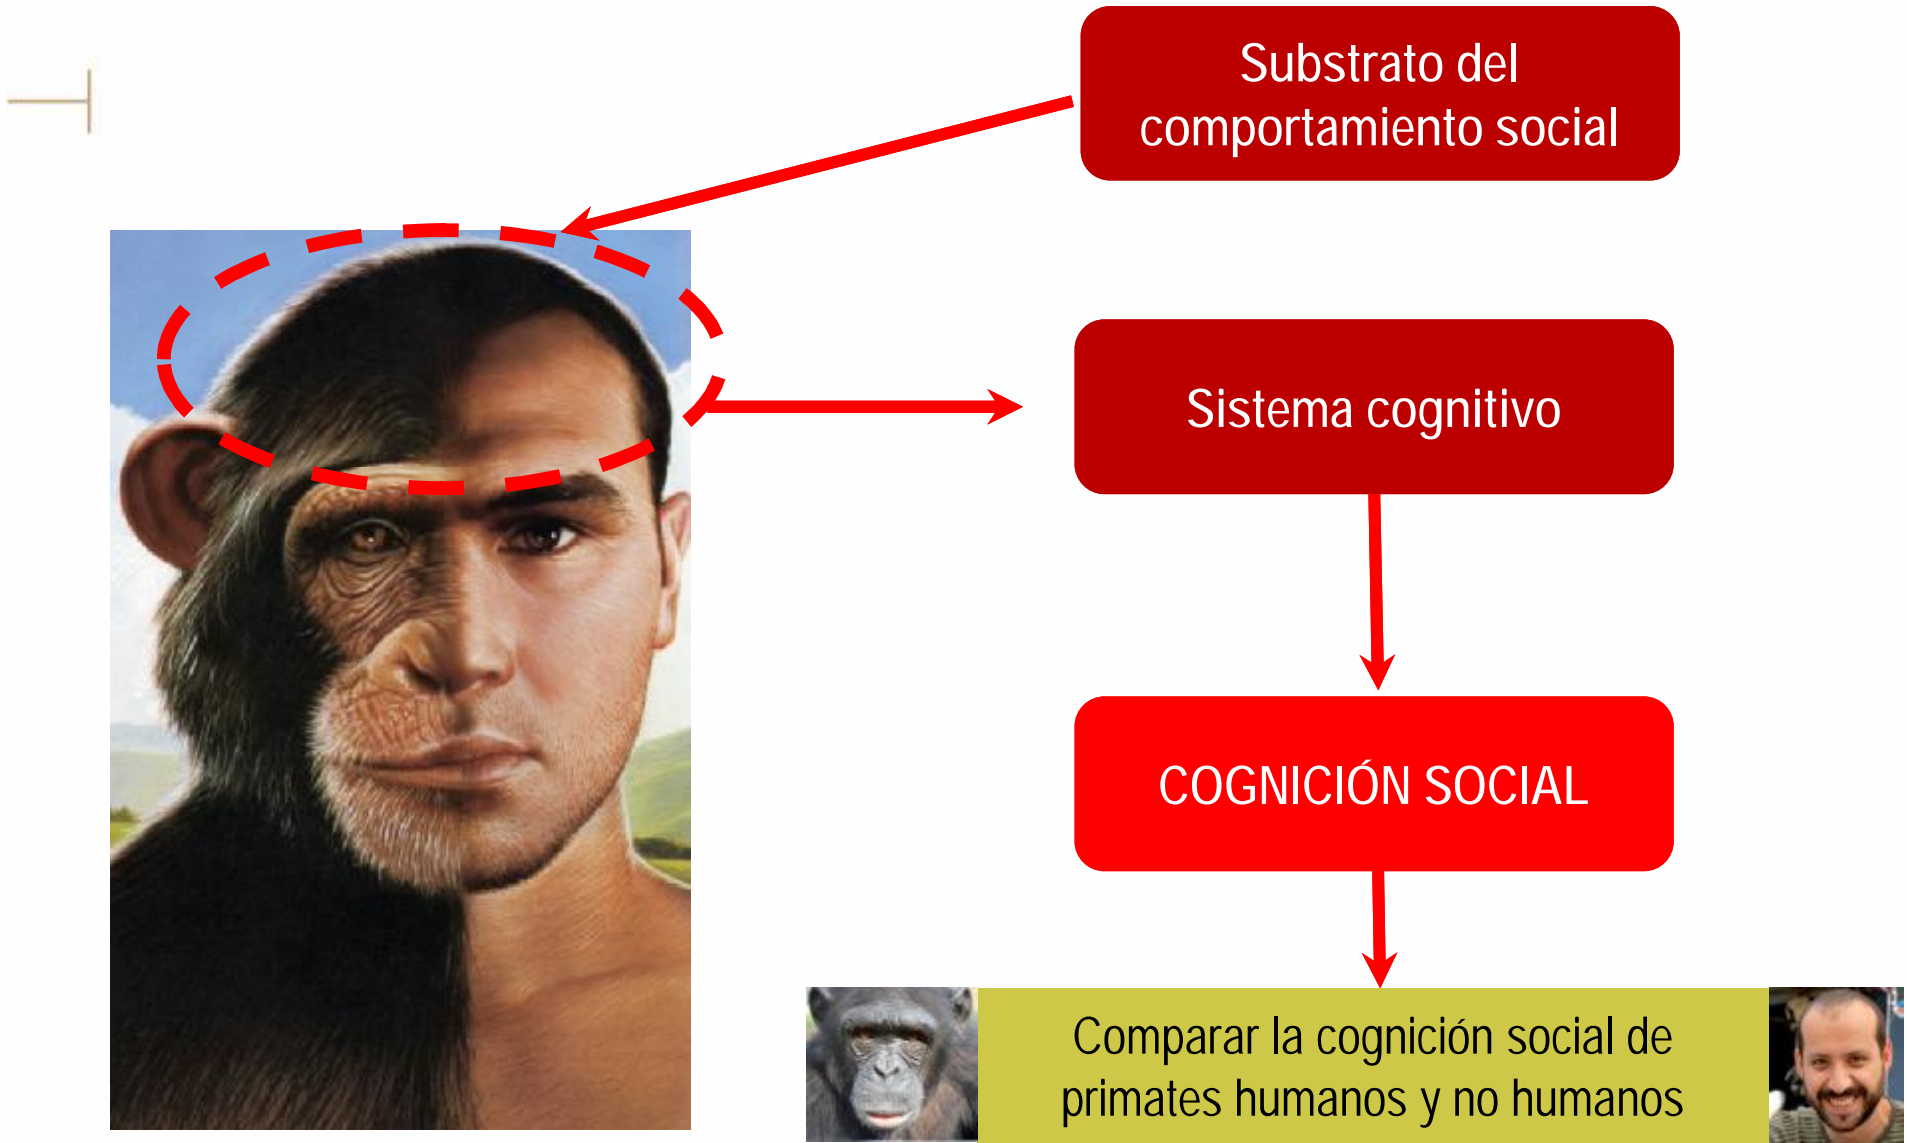 Substrato del
comportamiento social
Sistema cognitivo
COGNICIÓN SOCIAL
Comparar la cognición social de
primates humanos y no humanos